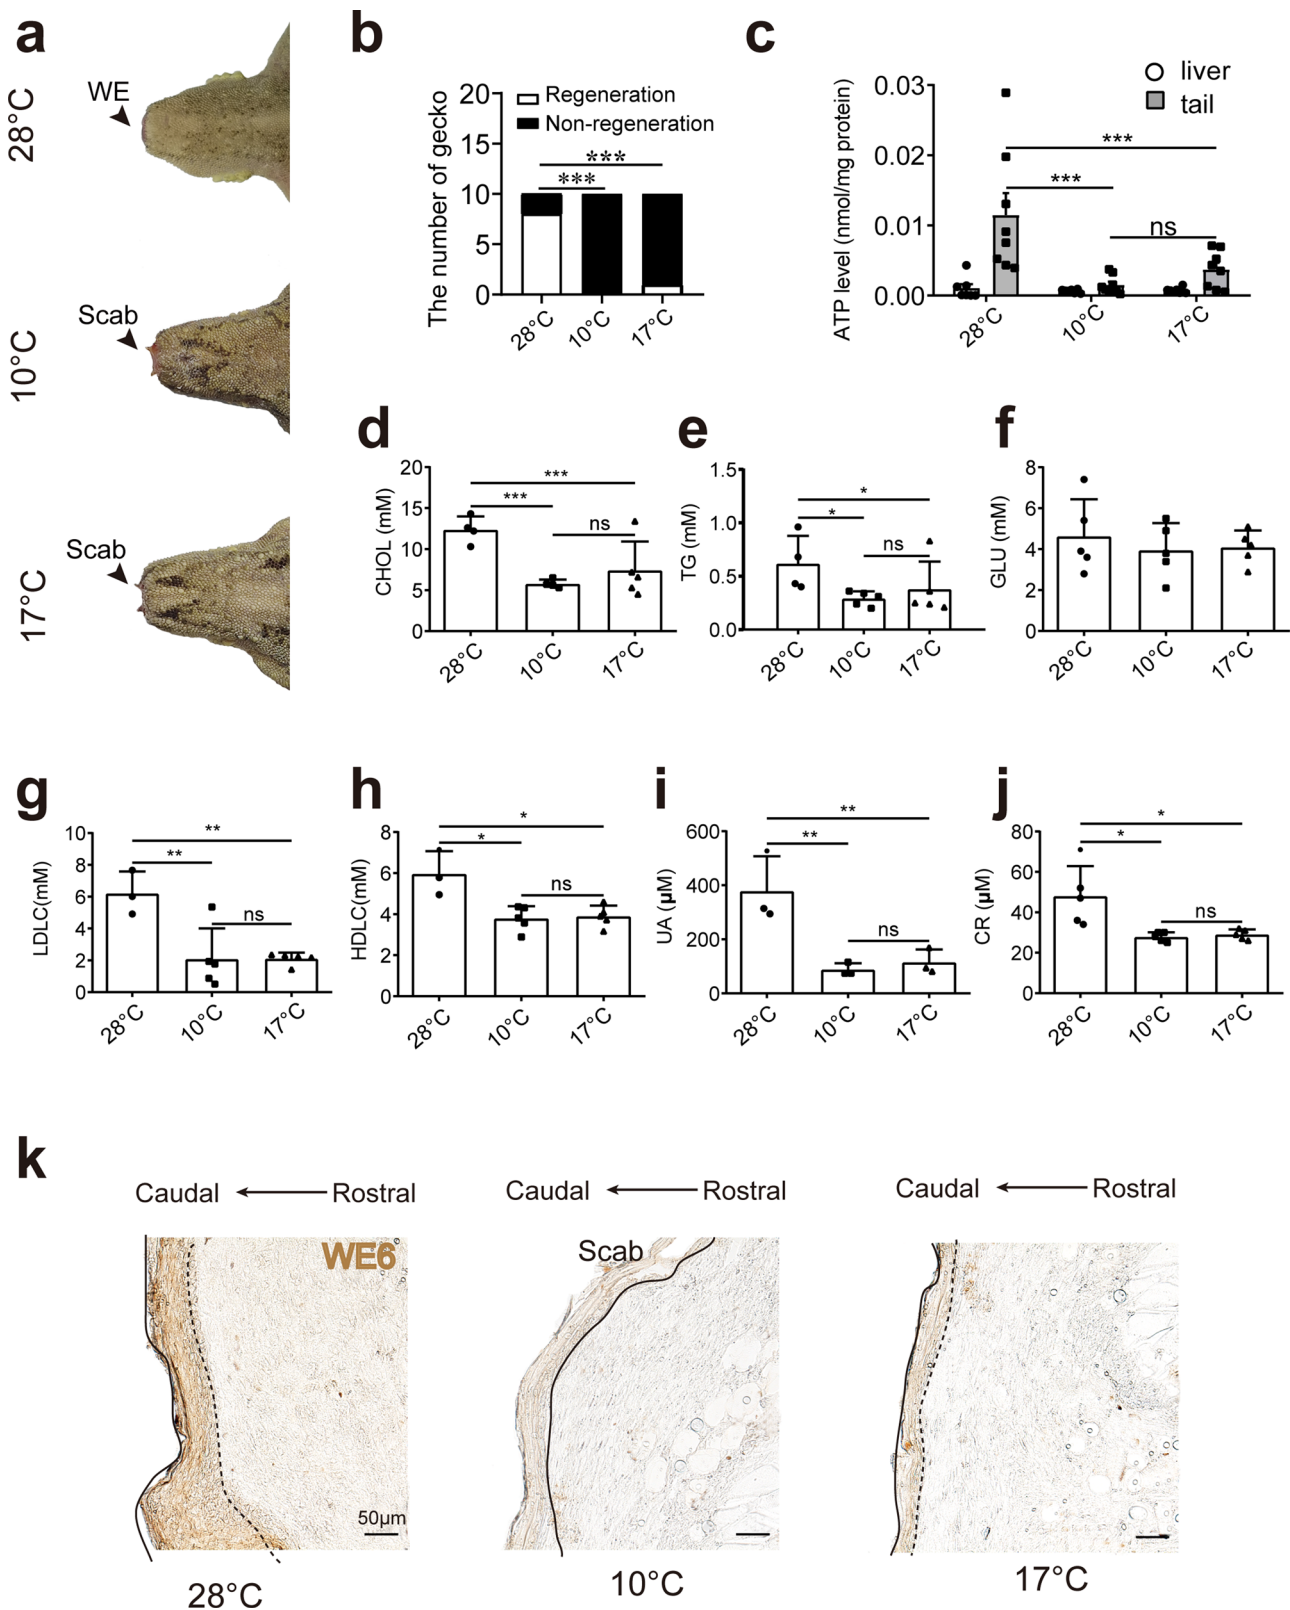 a
28°C
WE
10°C
Scab
17°C
Scab
b
The number of gecko
20
15
10
5
0
Regeneration
Non-regeneration
***
***
28°C
10°C
17°C
c
ATP level (nmol/mg protein)
0.03
0.02
0.01
0.00
liver
tail
***
***
ns
28°C
10°C
17°C
d
CHOL (mM)
20
15
10
5
0
***
***
ns
28°C
10°C
17°C
e
TG (mM)
1.5
1.0
0.5
0.0
*
*
ns
28°C
10°C
17°C
f
GLU (mM)
8
6
4
2
0
28°C
10°C
17°C
g
LDLC(mM)
10
8
6
4
2
0
**
**
ns
28°C
10°C
17°C
h
HDLC(mM)
8
6
4
2
0
*
*
ns
28°C
10°C
17°C
i
UA (μM)
600
400
200
0
**
**
ns
28°C
10°C
17°C
j
CR (μM)
80
60
40
20
0
*
*
ns
28°C
10°C
17°C
k
Caudal Rostral
WE6
50μm
28°C
Caudal Rostral
Scab
10°C
Caudal Rostral
17°C